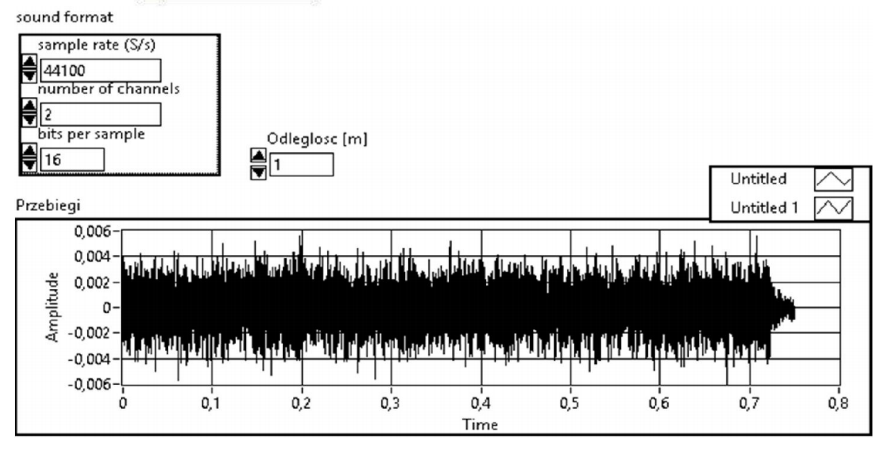 sound format
sample rate (S/s)
44100
number of channels
2
bits per sample
16
Odleglosc [m]
1
Untitled
Untitled 1
Przebiegi
0,006
0,004
0,002
0
-0,002
-0,004
-0,006
Amplitude
0 0,1 0,2 0,3 0,4 0,5 0,6 0,7 0,8
Time